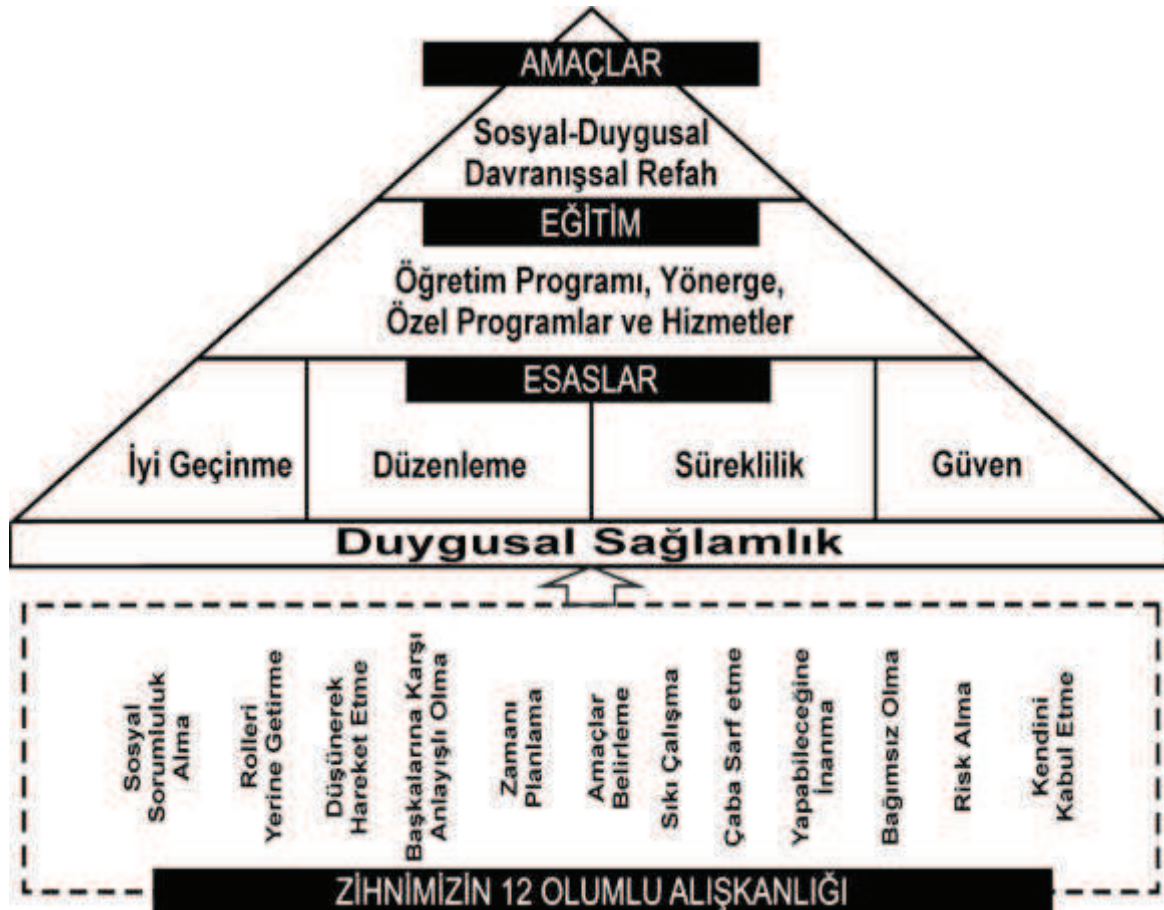 AMAÇLAR
Sosyal-Duygusal
Davranışsal Refah
EĞİTİM
Öğretim Programı, Yönerge,
Özel Programlar ve Hizmetler
ESASLAR
İyi Geçinme
Düzenleme
Süreklilik
Güven
Duygusal Sağlamlık
Sosyal
Sorumluluk
Alma
Rolleri
Yerine Getirme
Düşünerek
Hareket Etme
Başkalarına Karşı
Anlayışlı Olma
Zamanı
Planlama
Amaçlar
Belirleme
Sıkı Çalışma
Çaba Sarf etme
Yapabileceğine
İnanma
Bağımsız Olma
Risk Alma
Kendini
Kabul Etme
ZİHNİMİZİN 12 OLUMLU ALIŞKANLIĞI